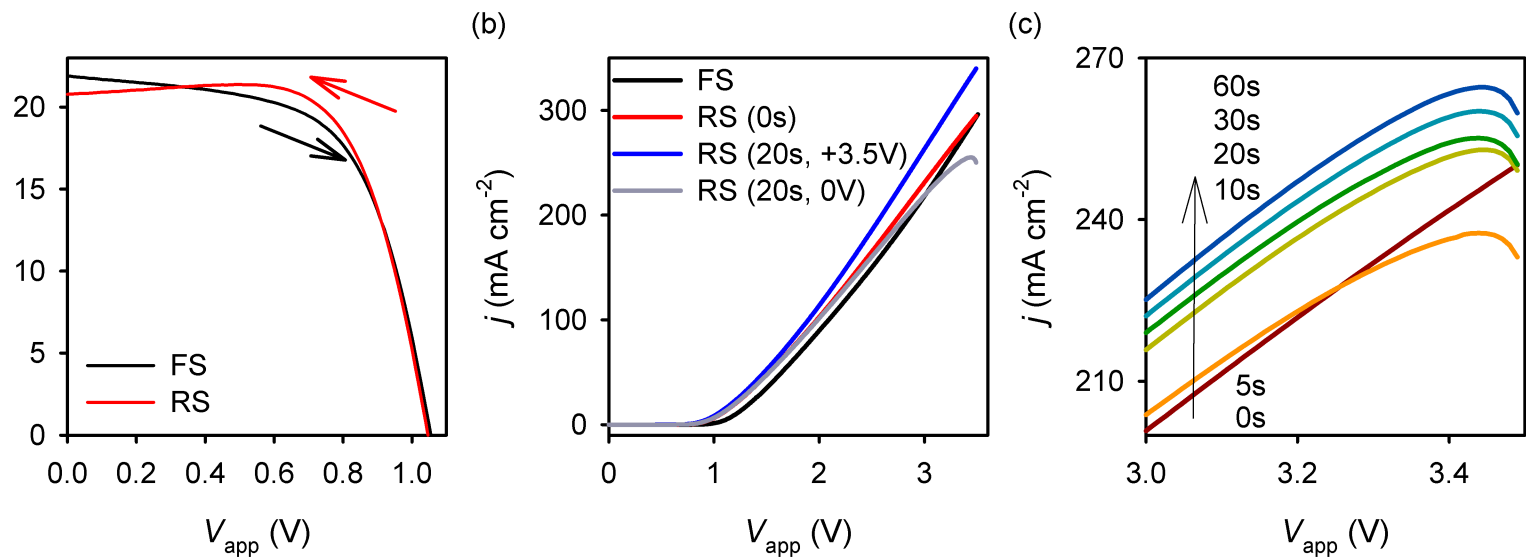 (b)
(c)
20
15
10
5
0
FS
RS
0.0 0.2 0.4 0.6 0.8 1.0
Vapp (V)
j (mA cm-2)
300
200
100
0
FS
RS (0s)
RS (20s, +3.5V)
RS (20s, 0V)
0 1 2 3
Vapp (V)
j (mA cm-2)
270
240
210
60s
30s
20s
10s
5s
0s
3.0 3.2 3.4
Vapp (V)